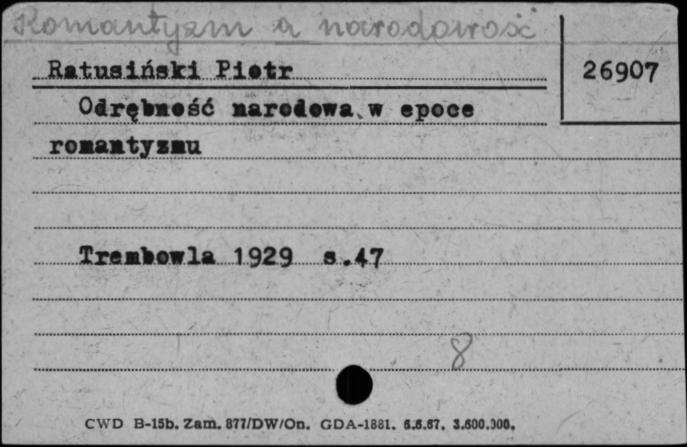 Romantyzm a narodowość
Ratusiński Piotr
26907
Odrębność narodowa w epoce
romantyzmu
Trembowla 1929 s.47
8
CWD B-15b. Zam. 877/DW/On. GDA-1881. 6.6.67. 3.600.000.